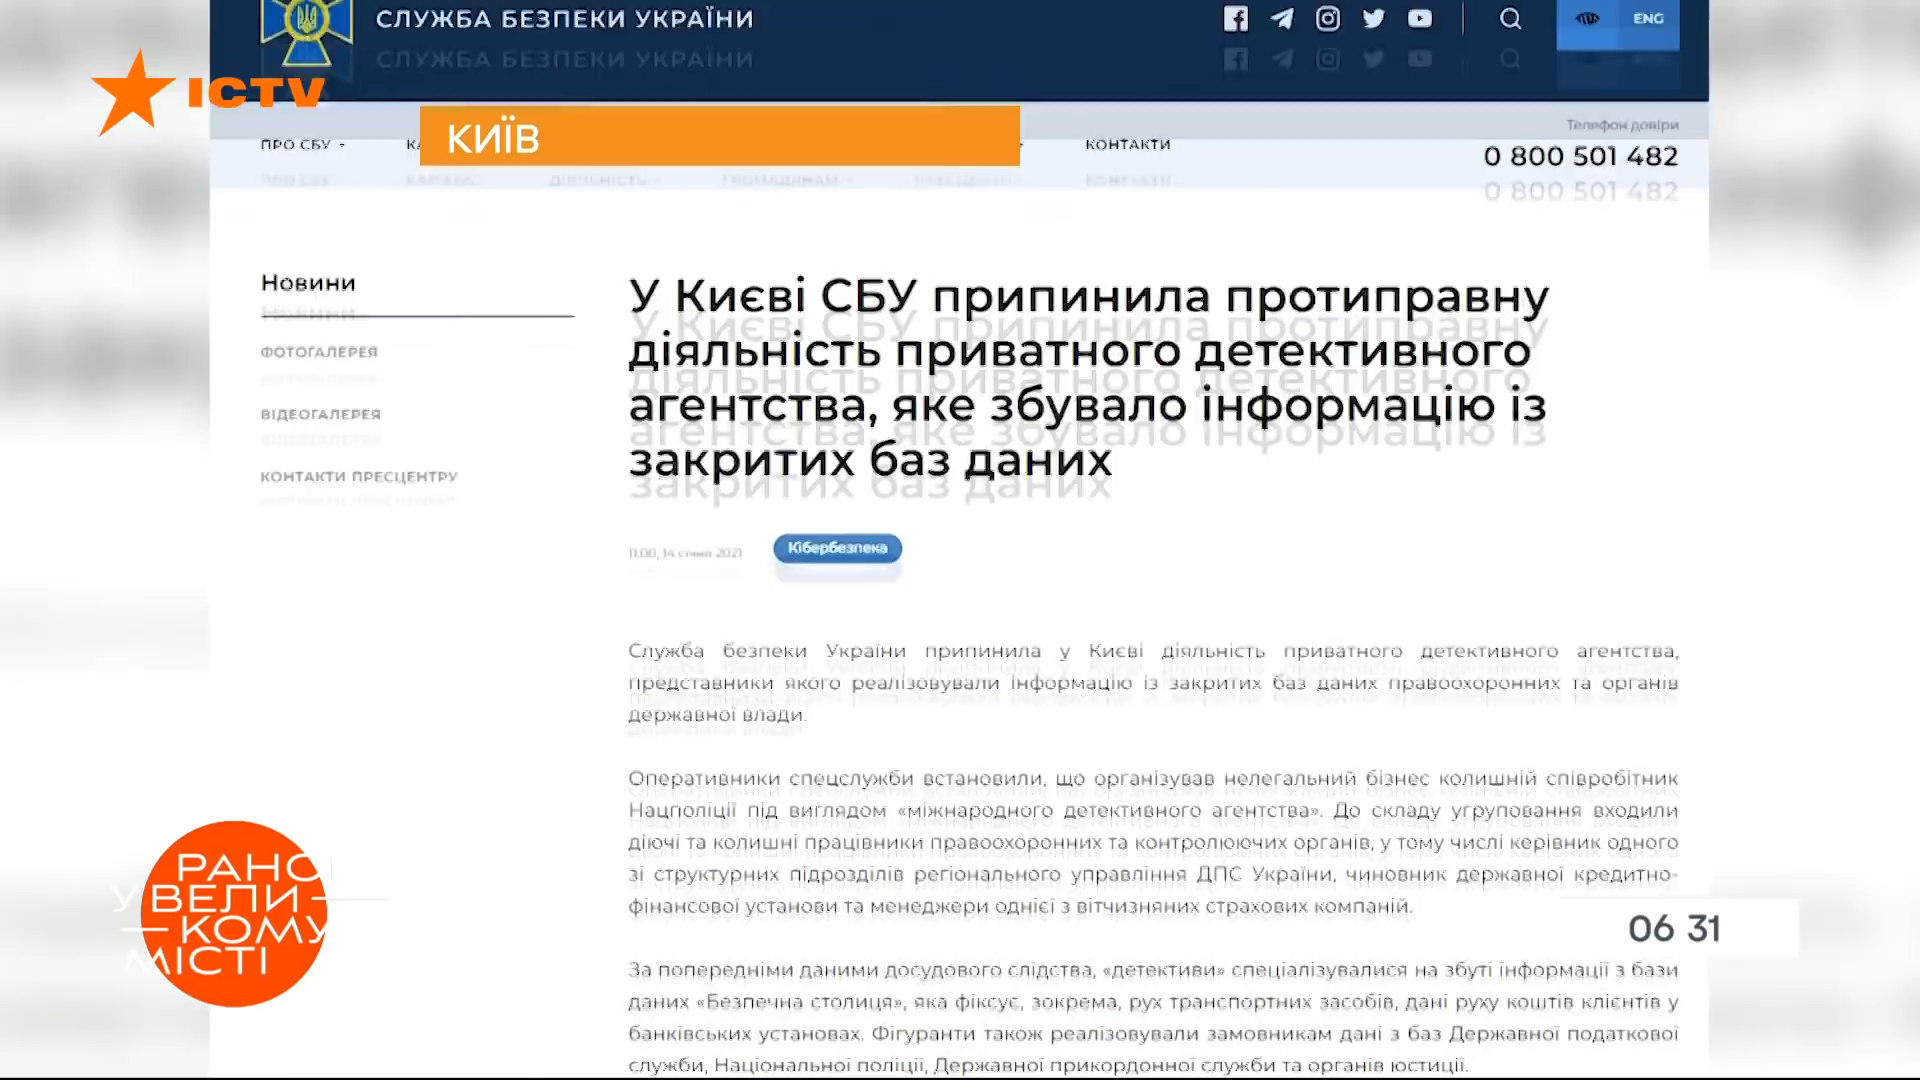 СЛУЖБА БЕЗПЕКИ УКРАЇНИ
ENG
ICTV
КИЇВ
Телефон довіри
ПРО СБУ
КОНТАКТИ
0 800 501 482
Новини
ФОТОГАЛЕРЕЯ
ВІДЕОГАЛЕРЕЯ
КОНТАКТИ ПРЕСЦЕНТРУ
У Києві СБУ припинила протиправну
діяльність приватного детективного
агентства, яке збувало інформацію із
закритих баз даних
11:00, 14 січня 2021
Кібербезпека
Служба безпеки України припинила у Києві діяльність приватного детективного агентства,
представники якого реалізовували інформацію із закритих баз даних правоохоронних та органів
державної влади.
Оперативники спецслужби встановили, що організував нелегальний бізнес колишній співробітник
Нацполіції під виглядом «міжнародного детективного агентства». До складу угруповання входили
діючі та колишні працівники правоохоронних та контролюючих органів, у тому числі керівник одного
зі структурних підрозділів регіонального управління ДПС України, чиновник державної кредитно-
фінансової установи та менеджери однієї з вітчизняних страхових компаній.
За попередніми даними досудового слідства, «детективи» спеціалізувалися на збуті інформації з бази
даних «Безпечна столиця», яка фіксує, зокрема, рух транспортних засобів, дані руху коштів клієнтів у
банківських установах. Фігуранти також реалізовували замовникам дані з баз Державної податкової
служби, Національної поліції, Державної прикордонної служби та органів юстиції.
РАНОК
У ВЕЛИ—
—КОМУ
МІСТІ
06 31